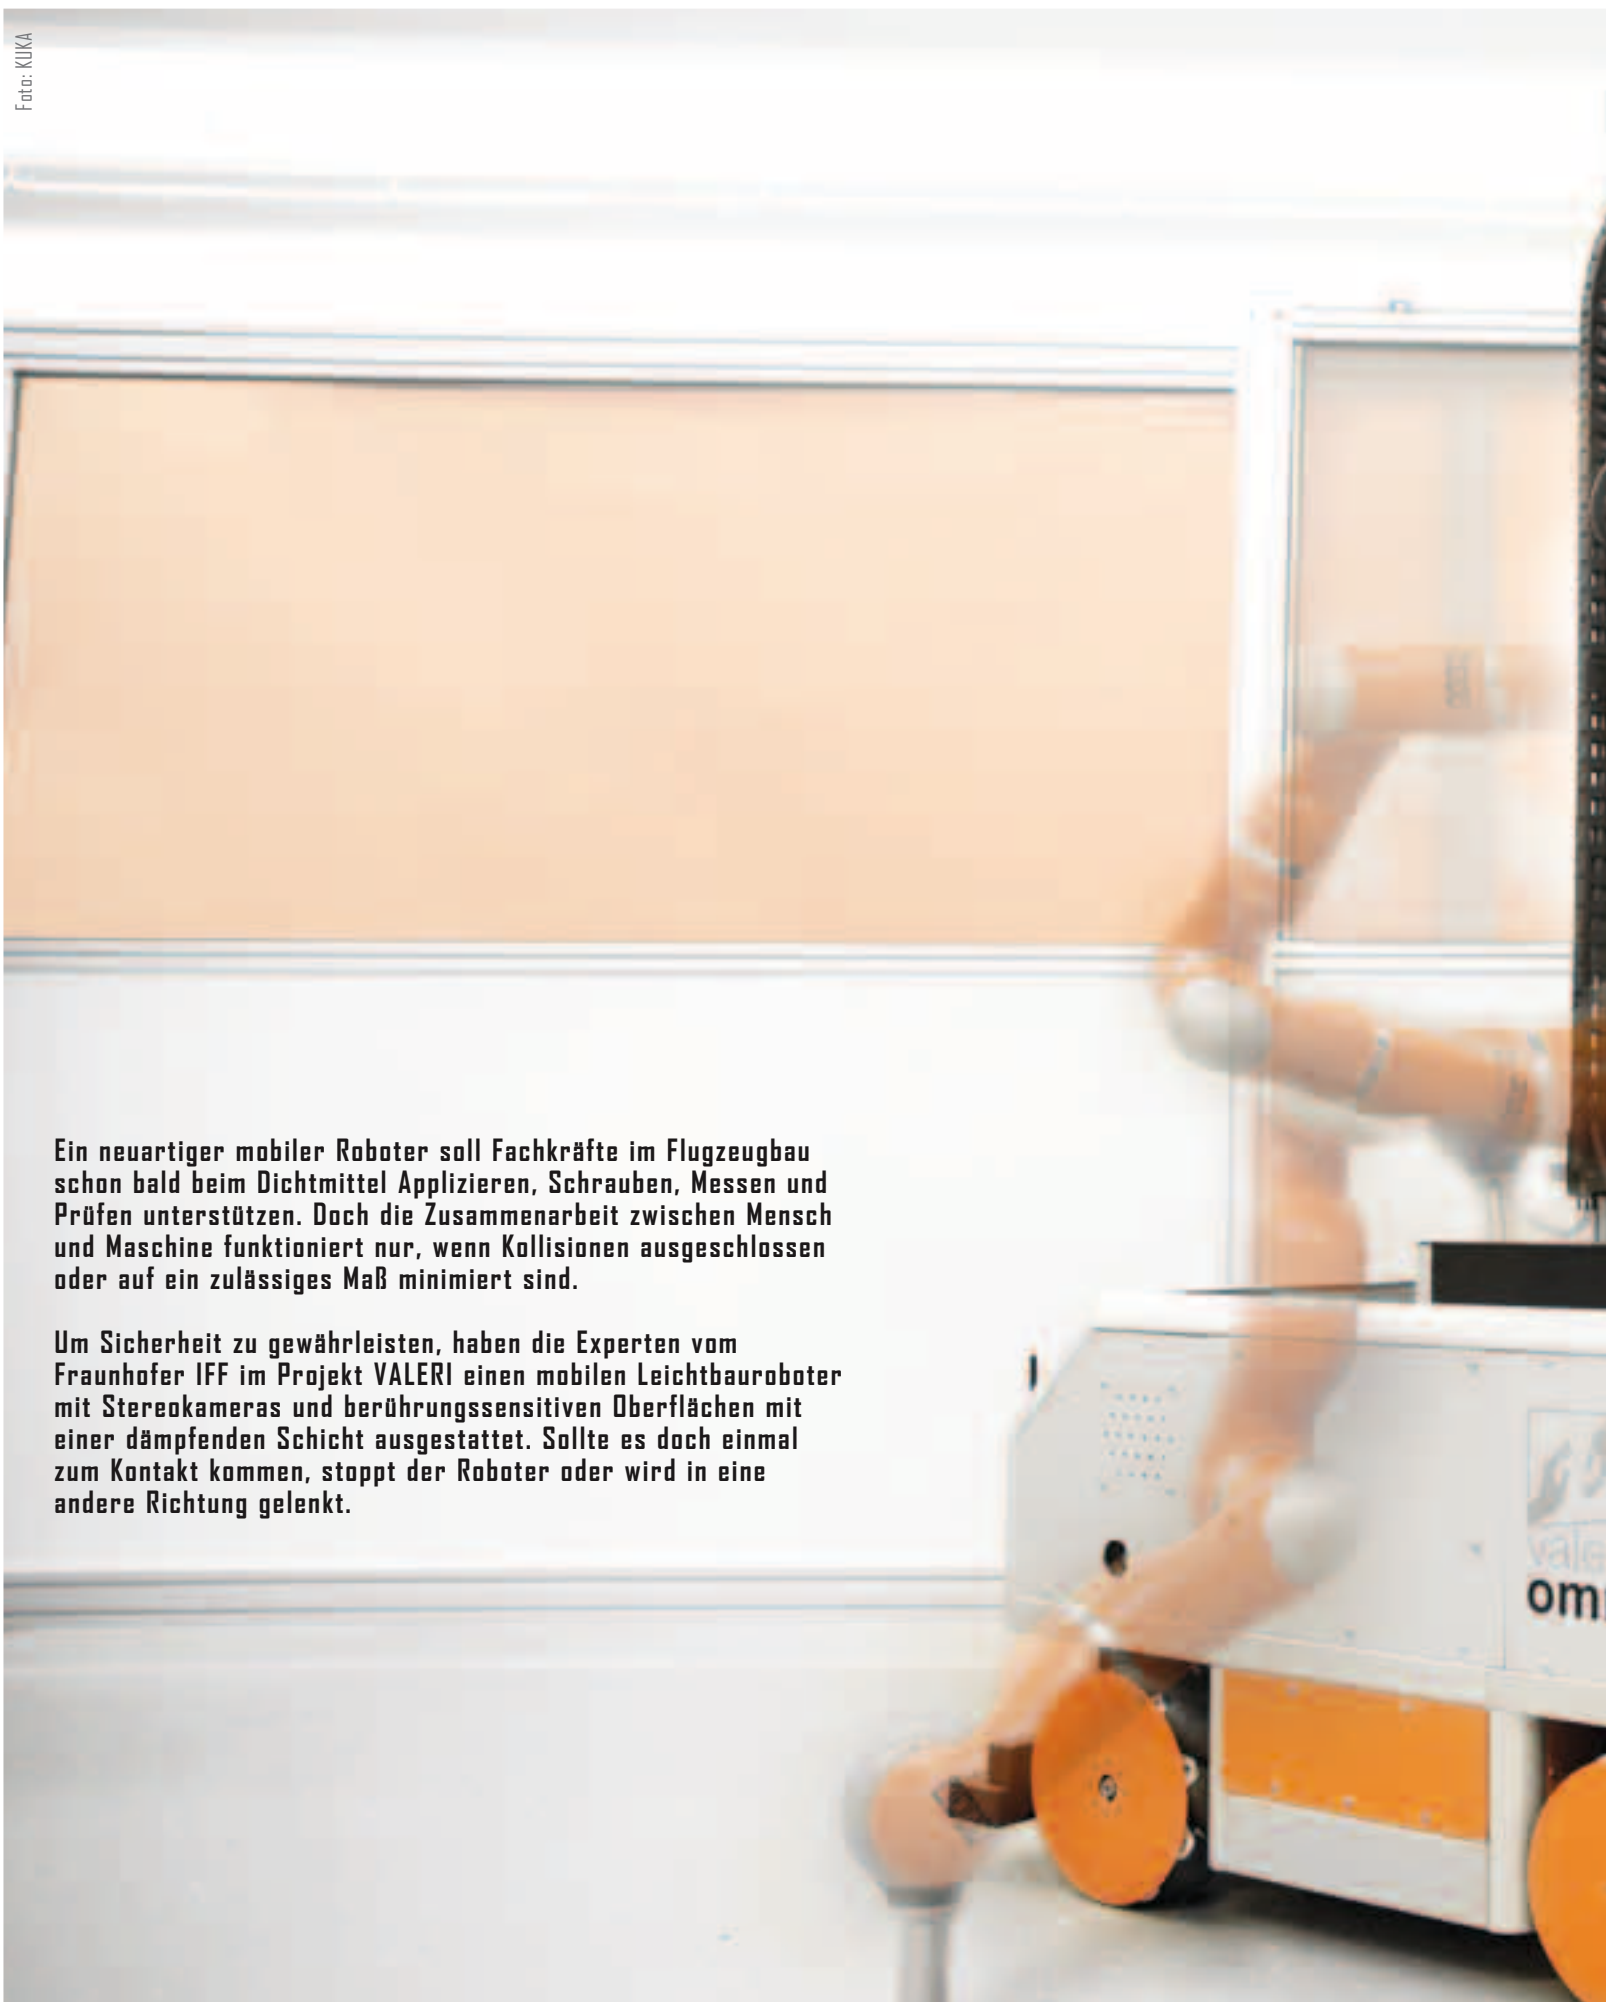 Foto: KUKA
Ein neuartiger mobiler Roboter soll Fachkräfte im Flugzeugbau
schon bald beim Dichtmittel Applizieren, Schrauben, Messen und
Prüfen unterstützen. Doch die Zusammenarbeit zwischen Mensch
und Maschine funktioniert nur, wenn Kollisionen ausgeschlossen
oder auf ein zulässiges Maß minimiert sind.
Um Sicherheit zu gewährleisten, haben die Experten vom
Fraunhofer IFF im Projekt VALERI einen mobilen Leichtbauroboter
mit Stereokameras und berührungssensitiven Oberflächen mit
einer dämpfenden Schicht ausgestattet. Sollte es doch einmal
zum Kontakt kommen, stoppt der Roboter oder wird in eine
andere Richtung gelenkt.